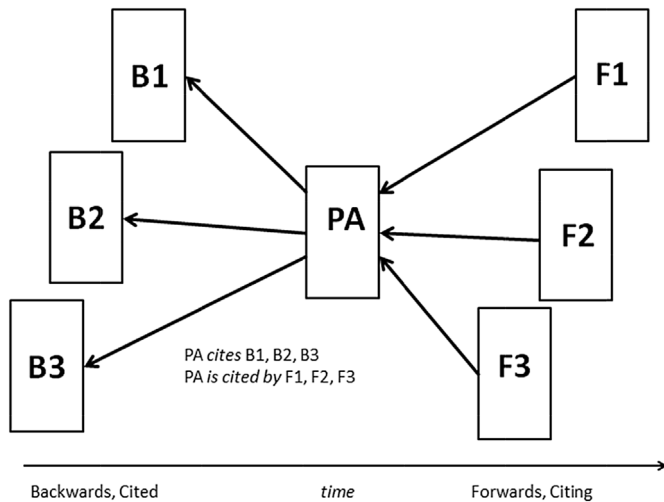 B1
F1
B2
PA
F2
B3
F3
PA cites B1, B2, B3
PA is cited by F1, F2, F3
Backwards, Cited
time
Forwards, Citing